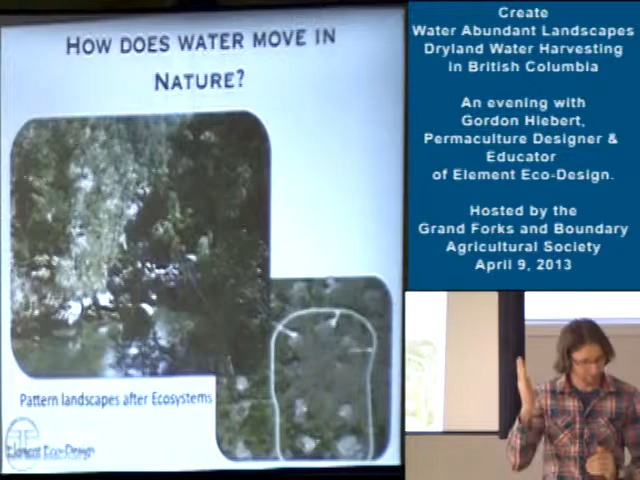 HOW DOES WATER MOVE IN
NATURE?
Pattern landscapes after Ecosystems
Element Eco-Design
Create
Water Abundant Landscapes
Dryland Water Harvesting
in British Columbia
An evening with
Gordon Hiebert,
Permaculture Designer &
Educator
of Element Eco-Design.
Hosted by the
Grand Forks and Boundary
Agricultural Society
April 9, 2013